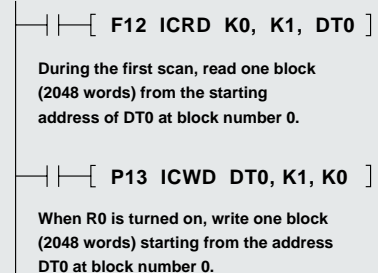 F12 ICRD K0, K1, DT0
During the first scan, read one block
(2048 words) from the starting
address of DT0 at block number 0.
P13 ICWD DT0, K1, K0
When R0 is turned on, write one block
(2048 words) starting from the address
DT0 at block number 0.